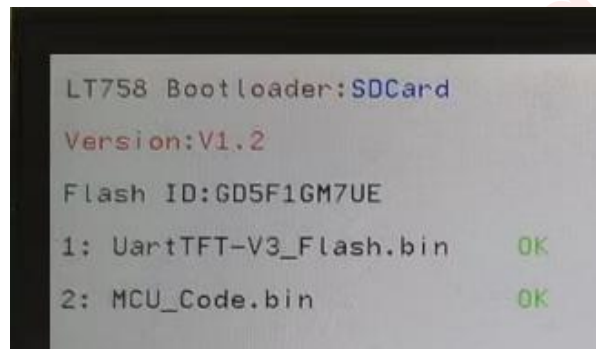 LT758 Bootloader:SDCard
Version:V1.2
Flash ID:GD5F1GM7UE
1: UartTFT-V3_Flash.bin OK
2: MCU_Code.bin OK